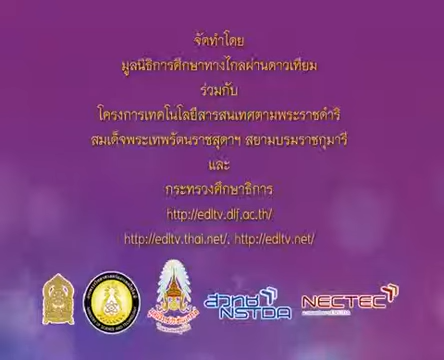 จัดทำโดย
มูลนิธิการศึกษาทางไกลผ่านดาวเทียม
ร่วมกับ
โครงการเทคโนโลยีสารสนเทศตามพระราชดำริ
สมเด็จพระเทพรัตนราชสุดาฯ สยามบรมราชกุมารี
และ
กระทรวงศึกษาธิการ
http://edltv.dlf.ac.th/
http://edltv.thai.net/, http://edltv.net/
สวทช NSTDA
NECTEC